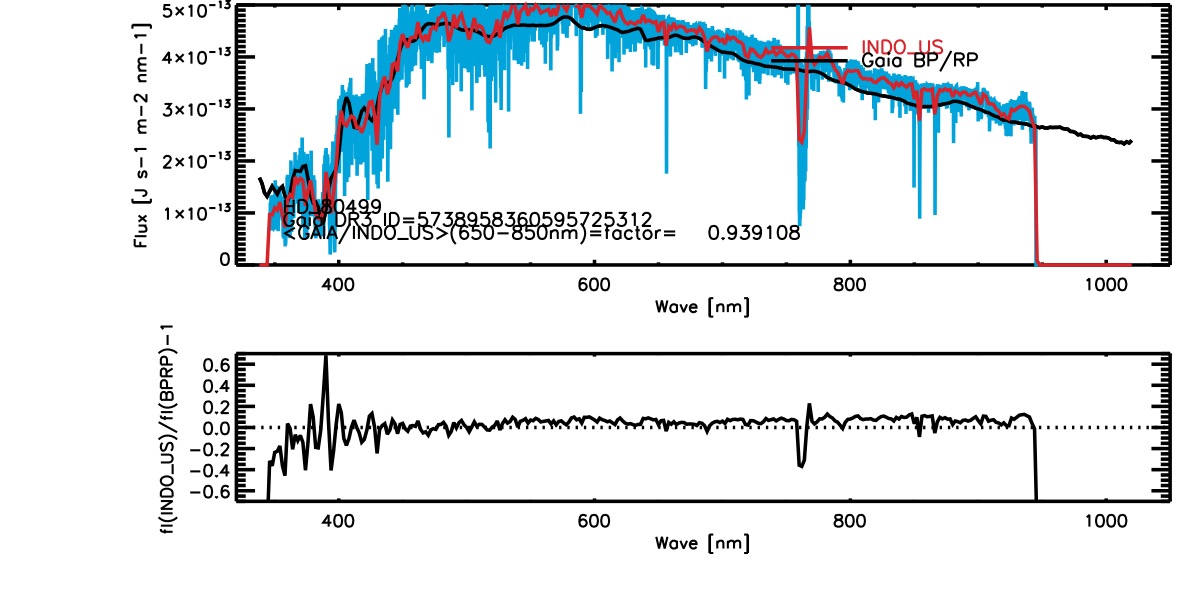 5×10−13
4×10−13
3×10−13
2×10−13
1×10−13
0
Flux [J s−1 m−2 nm−1]
INDO_US
Gaia BP/RP
HD180499
Gaia DR3 ID=5738958360595725312
<GAIA/INDO_US>(650−850nm)=factor= 0.939108
400 600 800 1000
Wave [nm]
fl(INDO_US)/fl(BPRP)−1
0.6
0.4
0.2
0.0
−0.2
−0.4
−0.6
400 600 800 1000
Wave [nm]